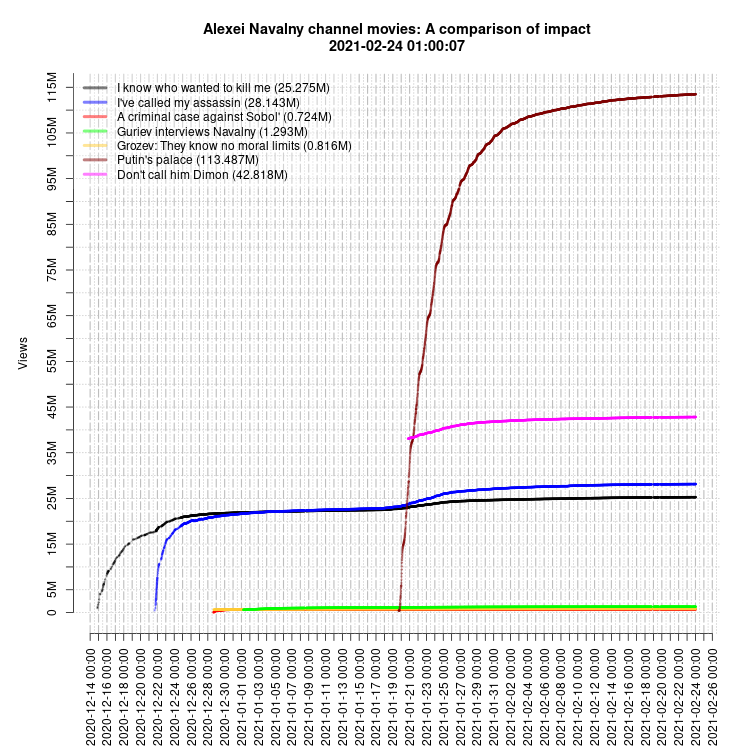 Alexei Navalny channel movies: A comparison of impact
2021-02-24 01:00:07
I know who wanted to kill me (25.275M)
I've called my assassin (28.143M)
A criminal case against Sobol' (0.724M)
Guriev interviews Navalny (1.293M)
Grozev: They know no moral limits (0.816M)
Putin's palace (113.487M)
Don't call him Dimon (42.818M)
Views
115M
105M
95M
85M
75M
65M
55M
45M
35M
25M
15M
5M
0
2020-12-14 00:00
2020-12-16 00:00
2020-12-18 00:00
2020-12-20 00:00
2020-12-22 00:00
2020-12-24 00:00
2020-12-26 00:00
2020-12-28 00:00
2020-12-30 00:00
2021-01-01 00:00
2021-01-03 00:00
2021-01-05 00:00
2021-01-07 00:00
2021-01-09 00:00
2021-01-11 00:00
2021-01-13 00:00
2021-01-15 00:00
2021-01-17 00:00
2021-01-19 00:00
2021-01-21 00:00
2021-01-23 00:00
2021-01-25 00:00
2021-01-27 00:00
2021-01-29 00:00
2021-01-31 00:00
2021-02-02 00:00
2021-02-04 00:00
2021-02-06 00:00
2021-02-08 00:00
2021-02-10 00:00
2021-02-12 00:00
2021-02-14 00:00
2021-02-16 00:00
2021-02-18 00:00
2021-02-20 00:00
2021-02-22 00:00
2021-02-24 00:00
2021-02-26 00:00